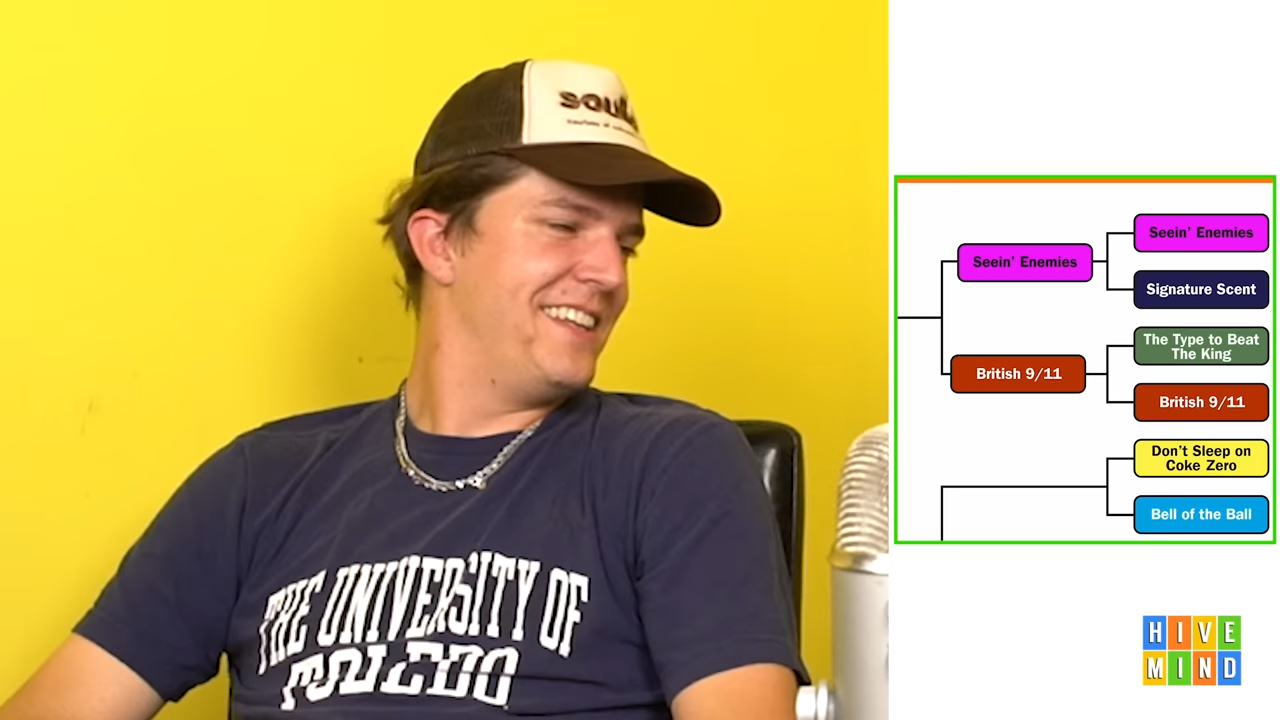 THE UNIVERSITY OF
TOLEDO
Seein' Enemies
Signature Scent
Seein' Enemies
The Type to Beat
The King
British 9/11
British 9/11
Don't Sleep on
Coke Zero
Bell of the Ball
HIVE
MIND